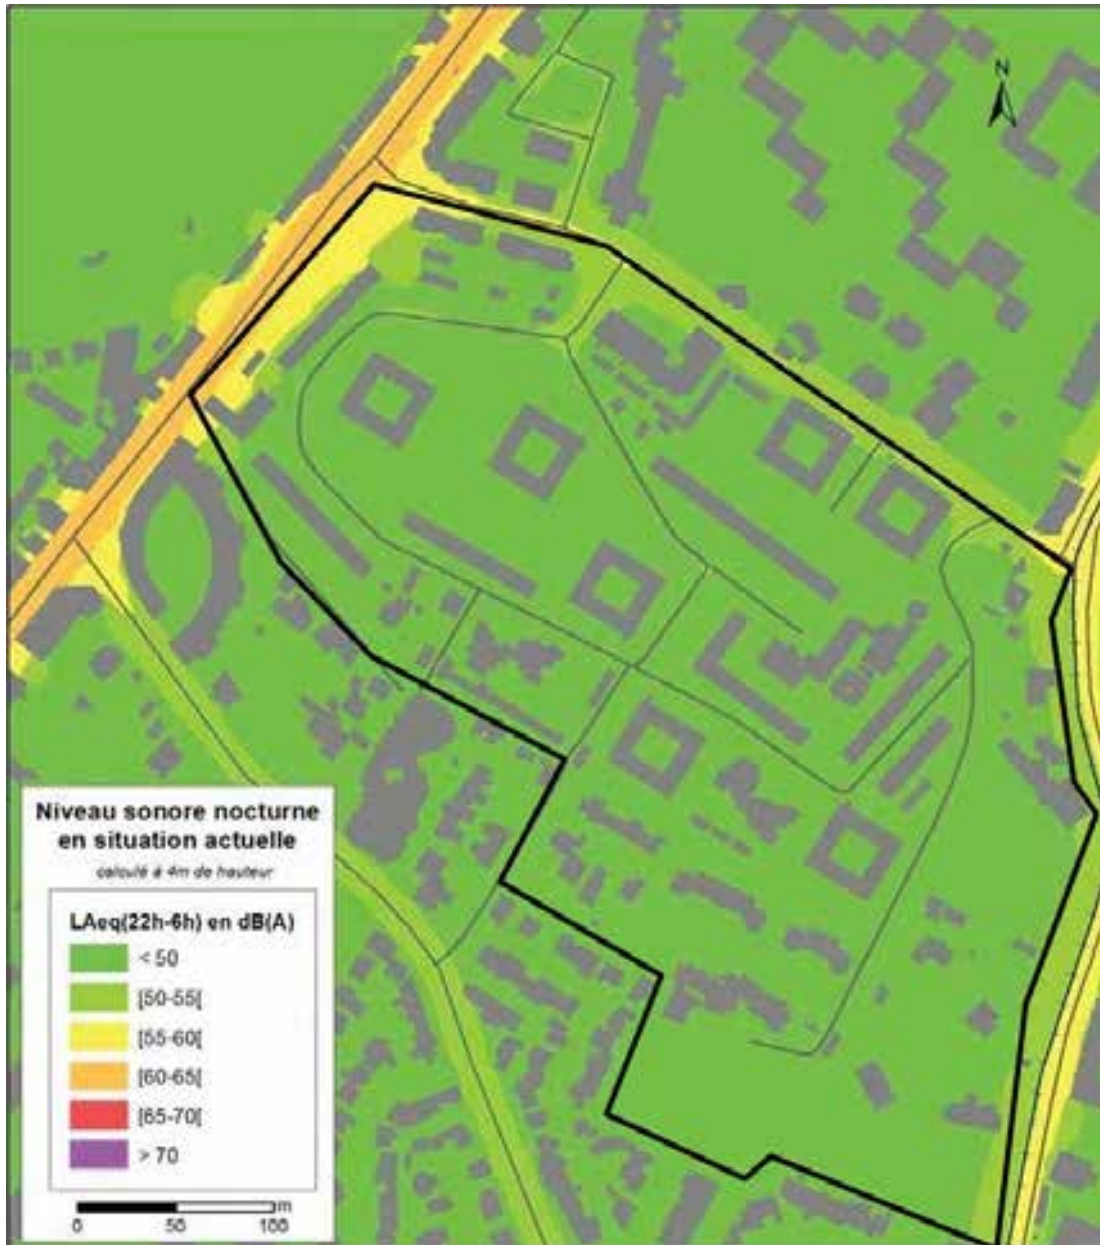 N
Niveau sonore nocturne
en situation actuelle
calculé à 4m de hauteur
LAeq(22h-6h) en dB(A)
< 50
[50-55[
[55-60[
[60-65[
[65-70[
> 70
m
0 50 100